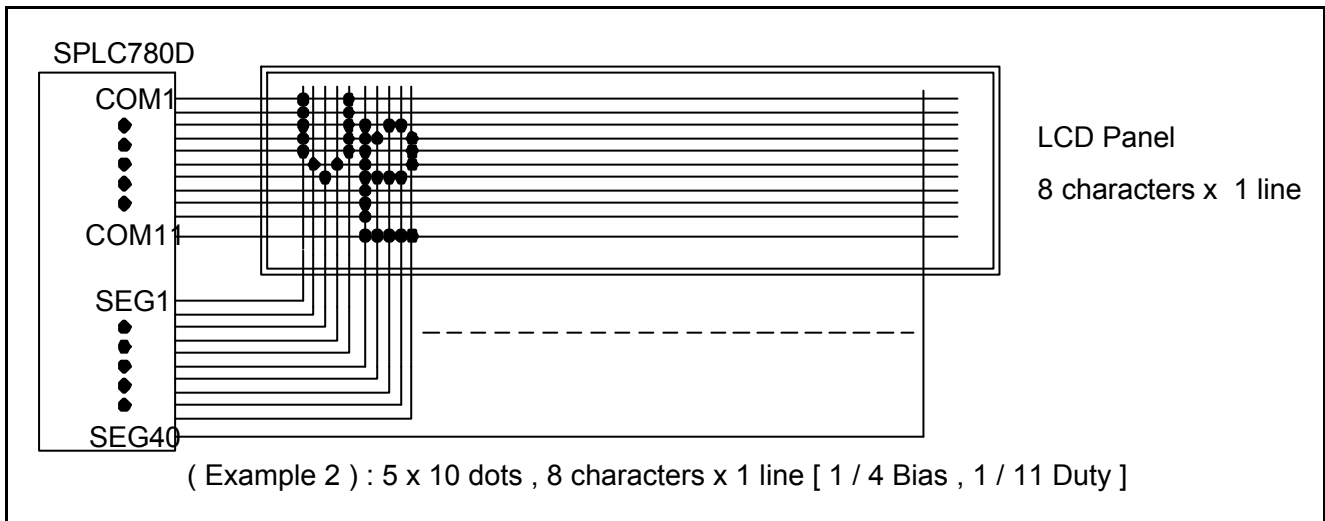 SPLC780D
COM1
COM11
SEG1
SEG40
LCD Panel
8 characters x 1 line
( Example 2 ) : 5 x 10 dots , 8 characters x 1 line [ 1 / 4 Bias , 1 / 11 Duty ]